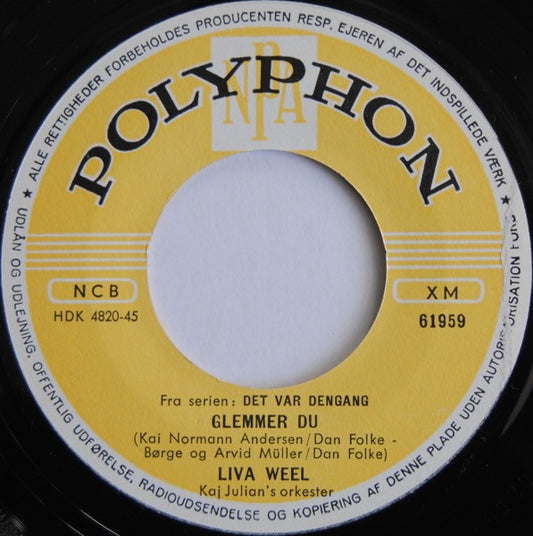 ★ ALLE RETTIGHEDER FORBEHOLDES PRODUCENTEN RESP. EJEREN AF DET INDSPILLEDE VÆRK ★
NPA
POLYPHON
NCB
XM
HDK 4820-45
61959
Fra serien: DET VAR DENGANG
GLEMMER DU
(Kai Normann Andersen/Dan Folke -
Børge og Arvid Müller/Dan Folke)
LIVA WEEL
Kaj Julian's orkester
UDLÅN OG UDLEJNING, OFFENTLIG UDFØRELSE, RADIOUDSENDELSE OG KOPIERING AF DENNE PLADE UDEN AUTORISATION